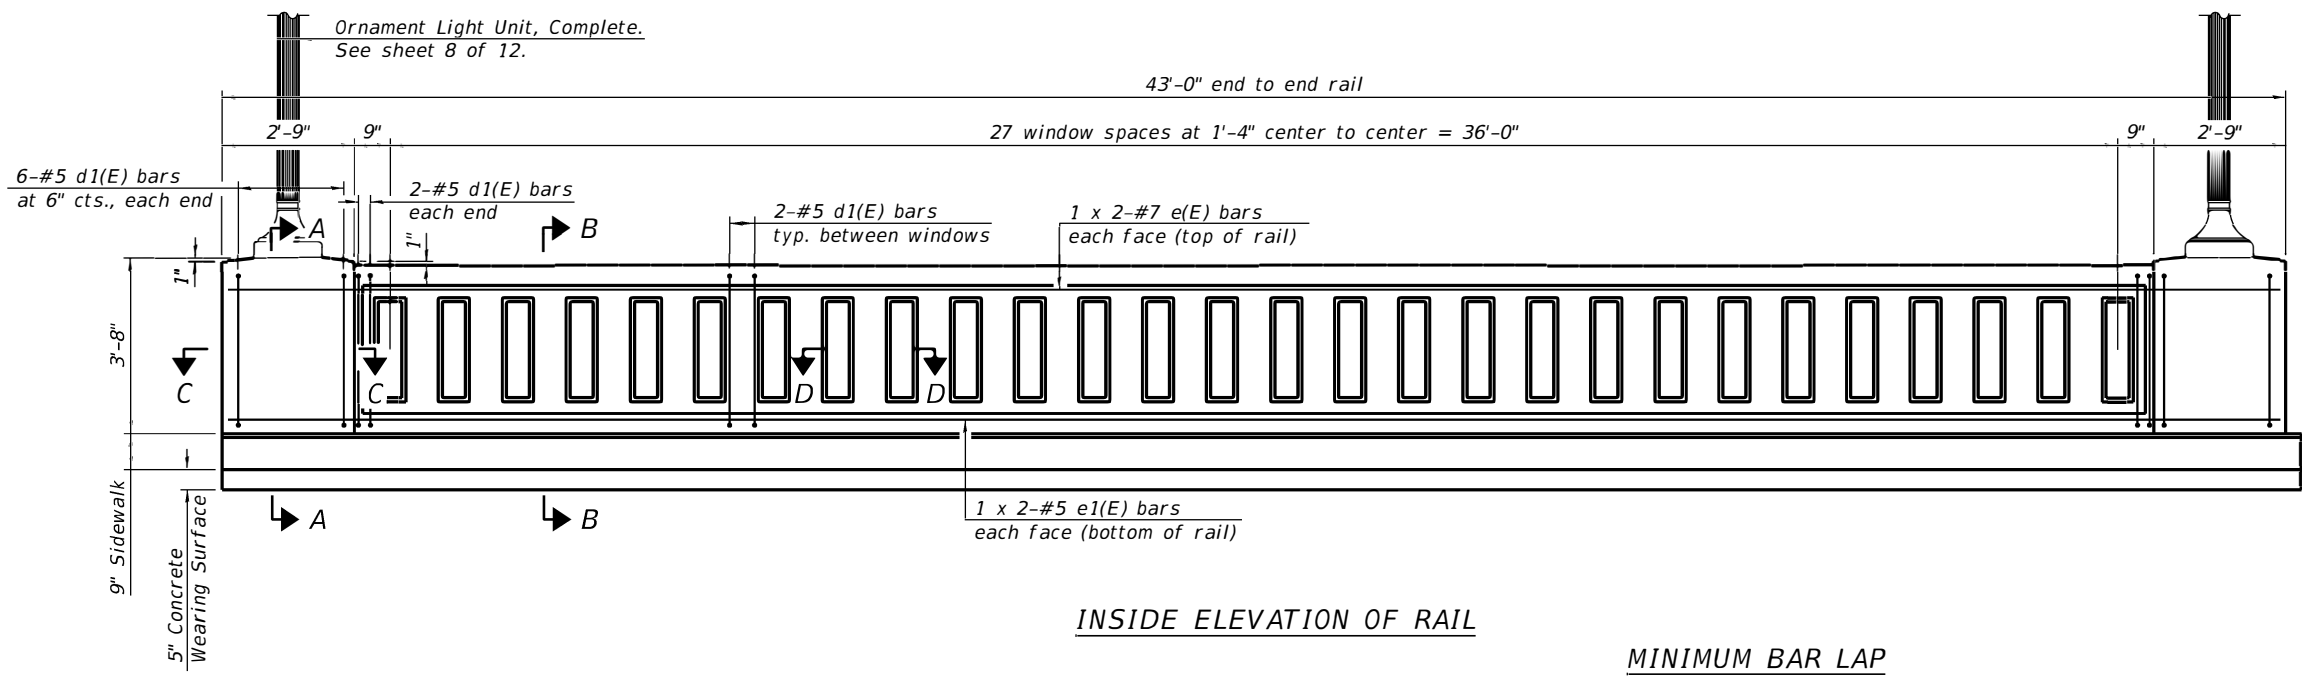 Ornament Light Unit, Complete.
See sheet 8 of 12.
43'-0" end to end rail
2'-9"
9"
27 window spaces at 1'-4" center to center = 36'-0"
9"
2'-9"
6-#5 d1(E) bars
at 6" cts., each end
2-#5 d1(E) bars
each end
2-#5 d1(E) bars
typ. between windows
1 x 2-#7 e(E) bars
each face (top of rail)
A
B
1"
1"
3'-8"
C
C
D
D
9" Sidewalk
5" Concrete
Wearing Surface
A
B
1 x 2-#5 e1(E) bars
each face (bottom of rail)
INSIDE ELEVATION OF RAIL
MINIMUM BAR LAP